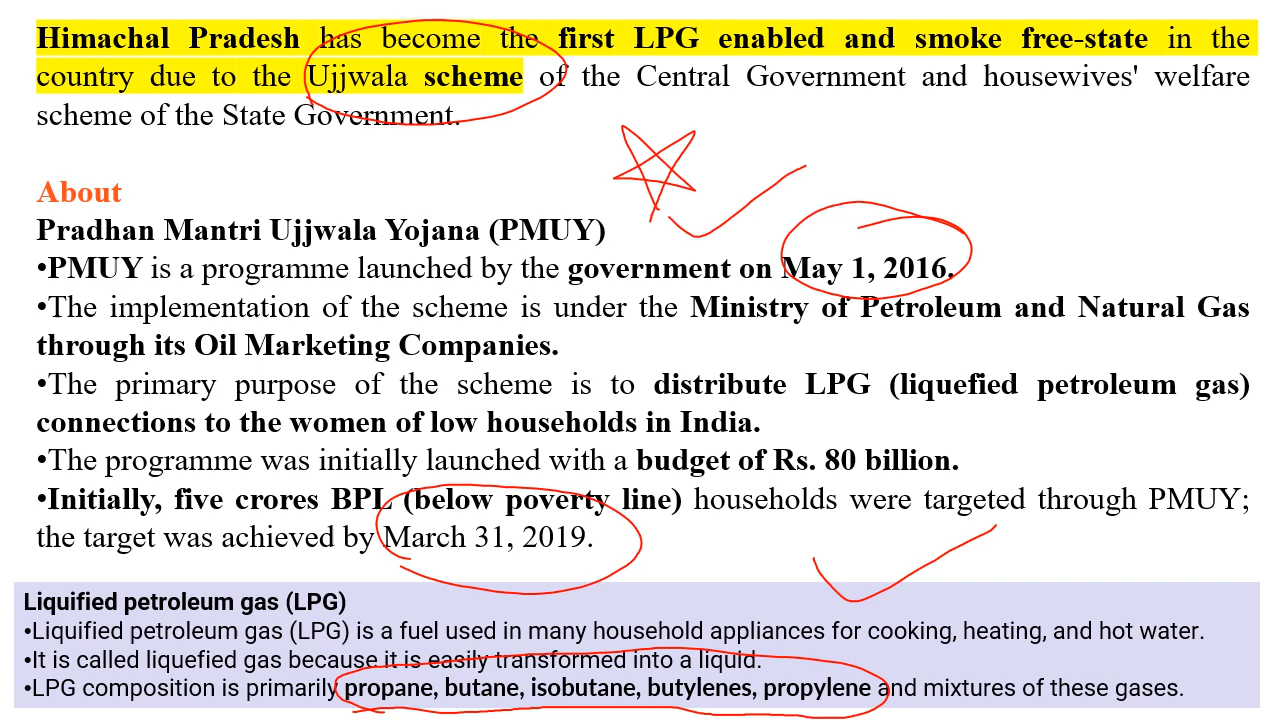 Himachal Pradesh has become the first LPG enabled and smoke free-state in the
country due to the Ujjwala scheme of the Central Government and housewives' welfare
scheme of the State Government.
About
Pradhan Mantri Ujjwala Yojana (PMUY)
•PMUY is a programme launched by the government on May 1, 2016.
•The implementation of the scheme is under the Ministry of Petroleum and Natural Gas
through its Oil Marketing Companies.
•The primary purpose of the scheme is to distribute LPG (liquefied petroleum gas)
connections to the women of low households in India.
•The programme was initially launched with a budget of Rs. 80 billion.
•Initially, five crores BPL (below poverty line) households were targeted through PMUY;
the target was achieved by March 31, 2019.
Liquified petroleum gas (LPG)
•Liquified petroleum gas (LPG) is a fuel used in many household appliances for cooking, heating, and hot water.
•It is called liquefied gas because it is easily transformed into a liquid.
•LPG composition is primarily propane, butane, isobutane, butylenes, propylene and mixtures of these gases.